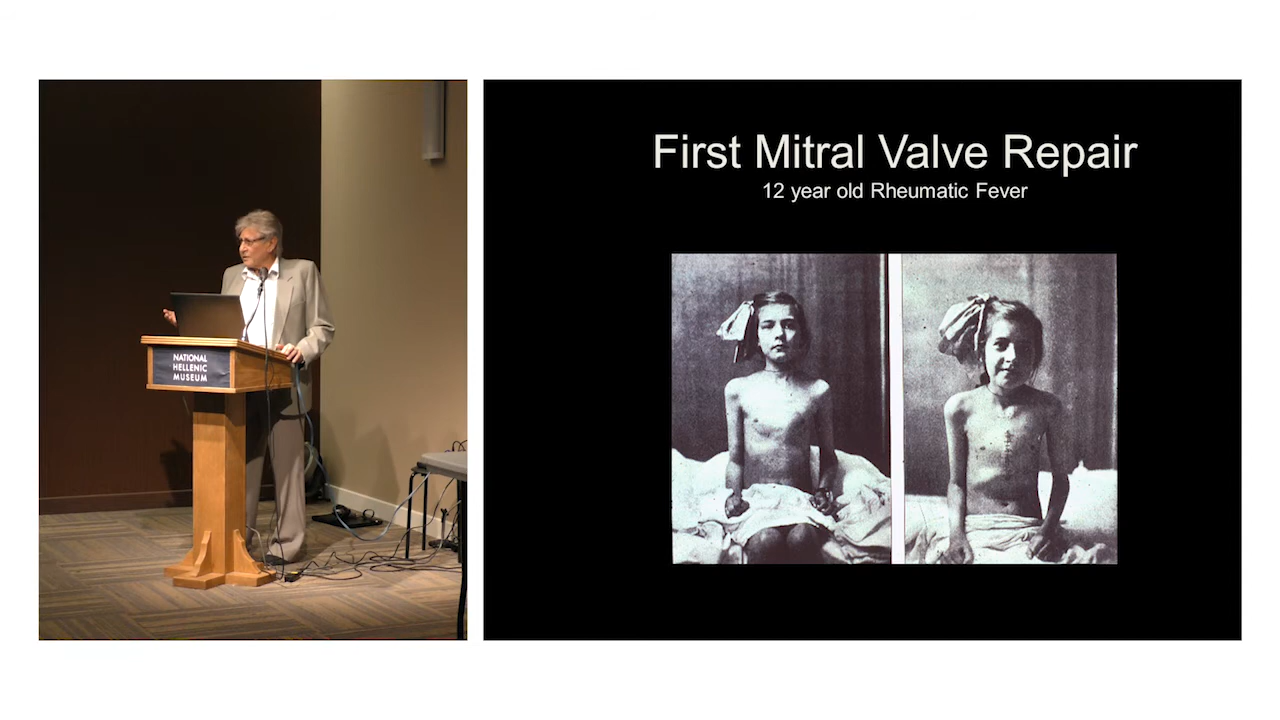 NATIONAL
HELLENIC
MUSEUM
First Mitral Valve Repair
12 year old Rheumatic Fever